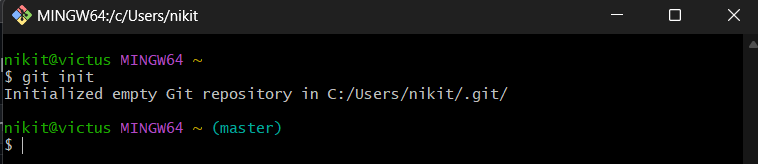 MINGW64:/c/Users/nikit
nikit@victus MINGW64 ~
$ git init
Initialized empty Git repository in C:/Users/nikit/.git/
nikit@victus MINGW64 ~ (master)
$